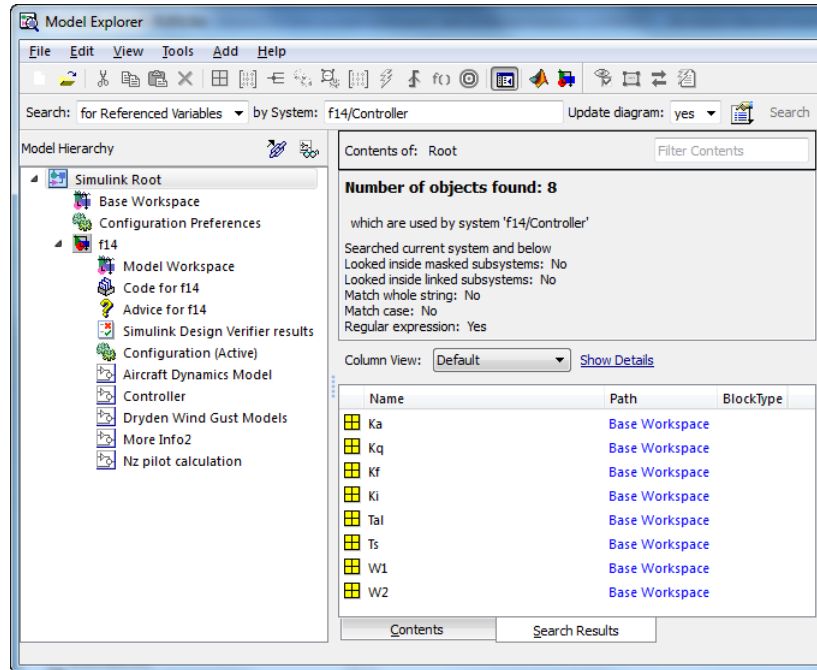 Model Explorer
File Edit View Tools Add Help
f()
Search: for Referenced Variables by System: f14/Controller Update diagram: yes Search
Model Hierarchy
Simulink Root
Base Workspace
Configuration Preferences
f14
Model Workspace
Code for f14
Advice for f14
Simulink Design Verifier results
Configuration (Active)
Aircraft Dynamics Model
Controller
Dryden Wind Gust Models
More Info2
Nz pilot calculation
Contents of: Root Filter Contents
Number of objects found: 8
which are used by system 'f14/Controller'
Searched current system and below
Looked inside masked subsystems: No
Looked inside linked subsystems: No
Match whole string: No
Match case: No
Regular expression: Yes
Column View: Default Show Details
Name Path BlockType
Ka Base Workspace
Kq Base Workspace
Kf Base Workspace
Ki Base Workspace
Tal Base Workspace
Ts Base Workspace
W1 Base Workspace
W2 Base Workspace
Contents Search Results